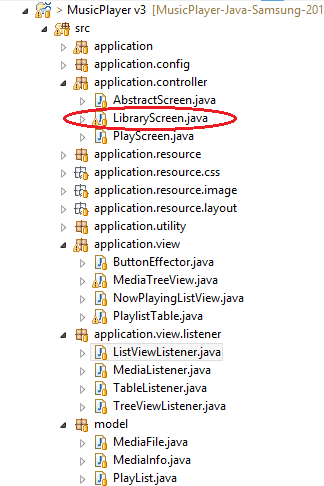 > MusicPlayer v3 [MusicPlayer-Java-Samsung-201
src
application
application.config
application.controller
AbstractScreen.java
LibraryScreen.java
PlayScreen.java
application.resource
application.resource.css
application.resource.image
application.resource.layout
application.utility
application.view
ButtonEffector.java
MediaTreeView.java
NowPlayingListView.java
PlaylistTable.java
application.view.listener
ListViewListener.java
MediaListener.java
TableListener.java
TreeViewListener.java
model
MediaFile.java
MediaInfo.java
PlayList.java